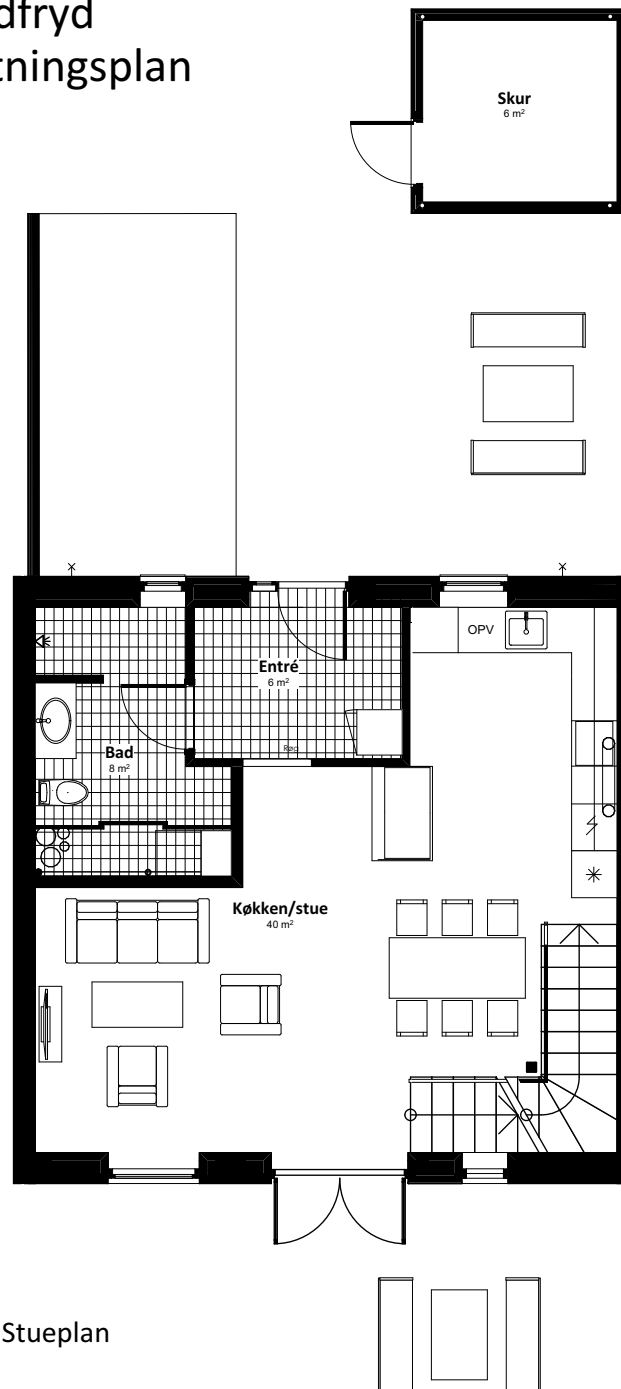 dfryd
tningsplan
Skur
6 m²
OPV
Entré
6 m²
Bad
8 m²
Køkken/stue
40 m²
Stueplan